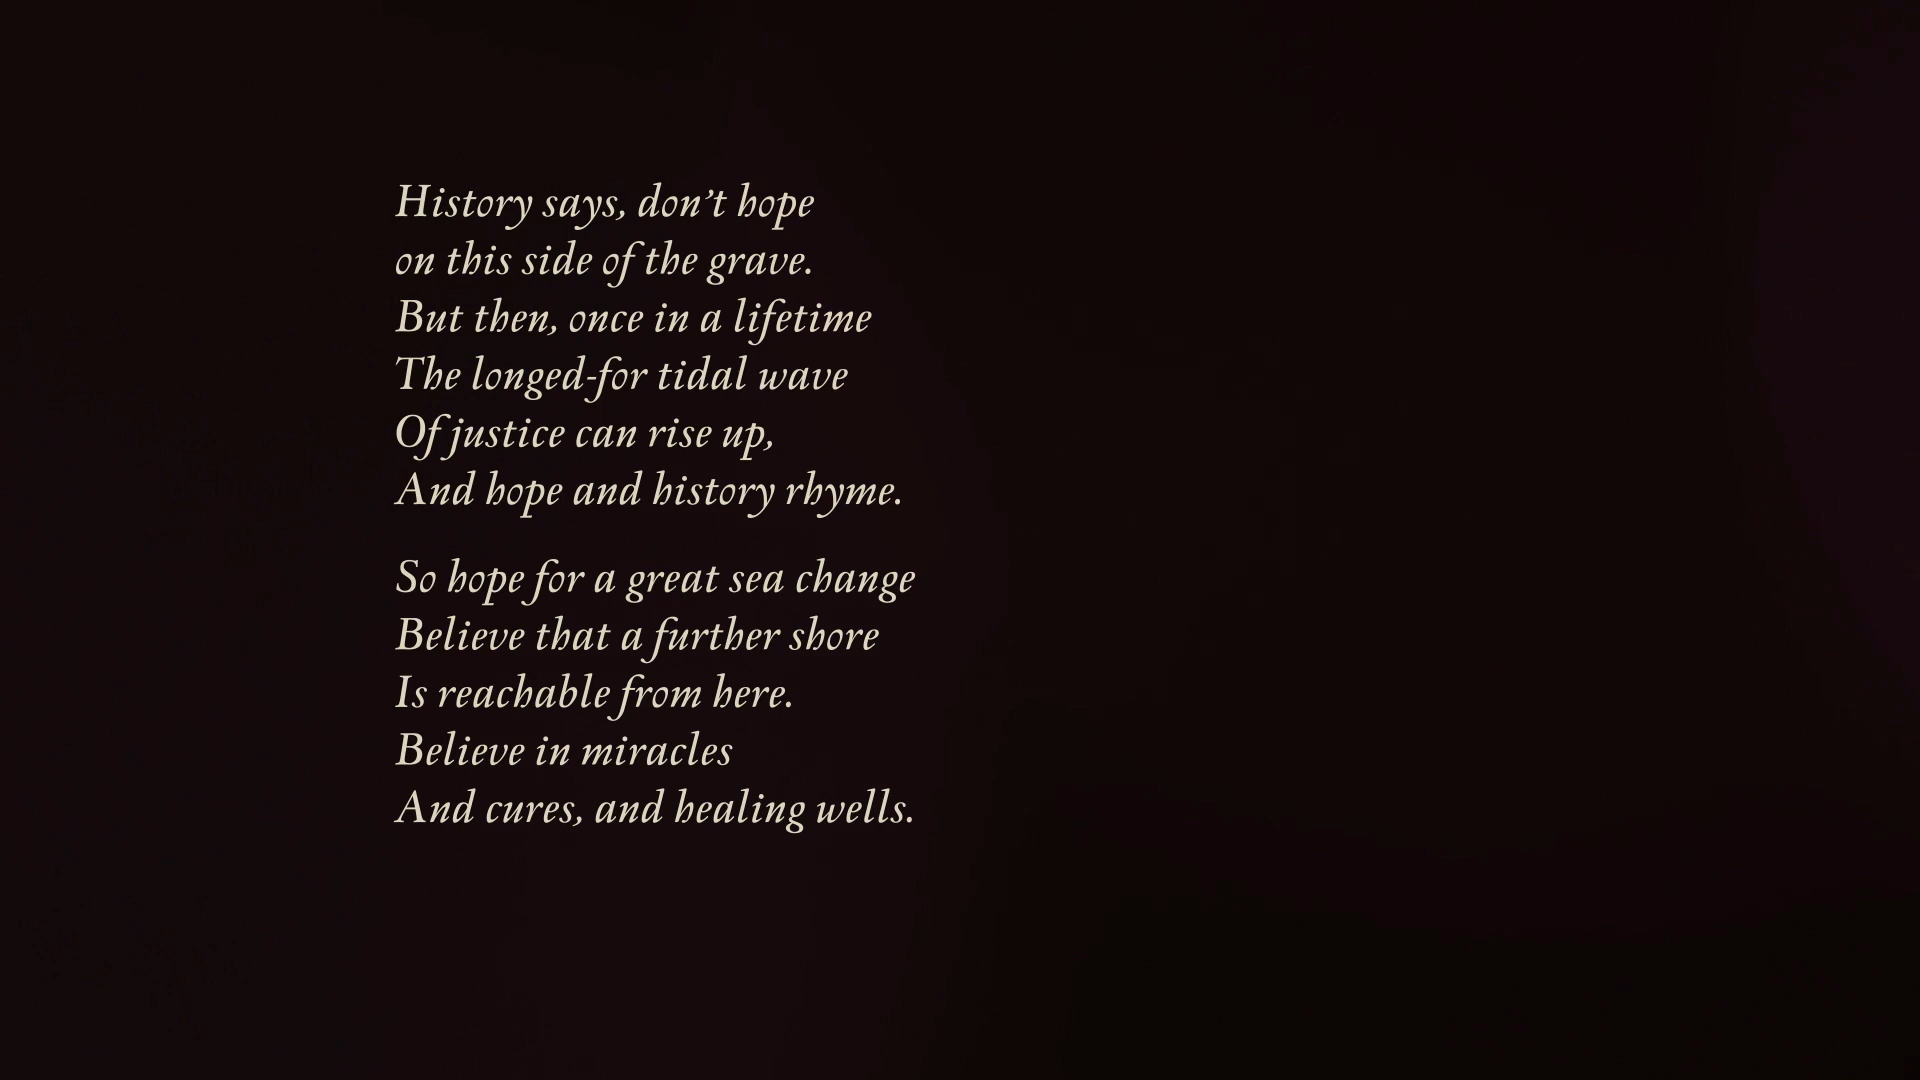 History says, don’t hope
on this side of the grave.
But then, once in a lifetime
The longed-for tidal wave
Of justice can rise up,
And hope and history rhyme.
So hope for a great sea change
Believe that a further shore
Is reachable from here.
Believe in miracles
And cures, and healing wells.